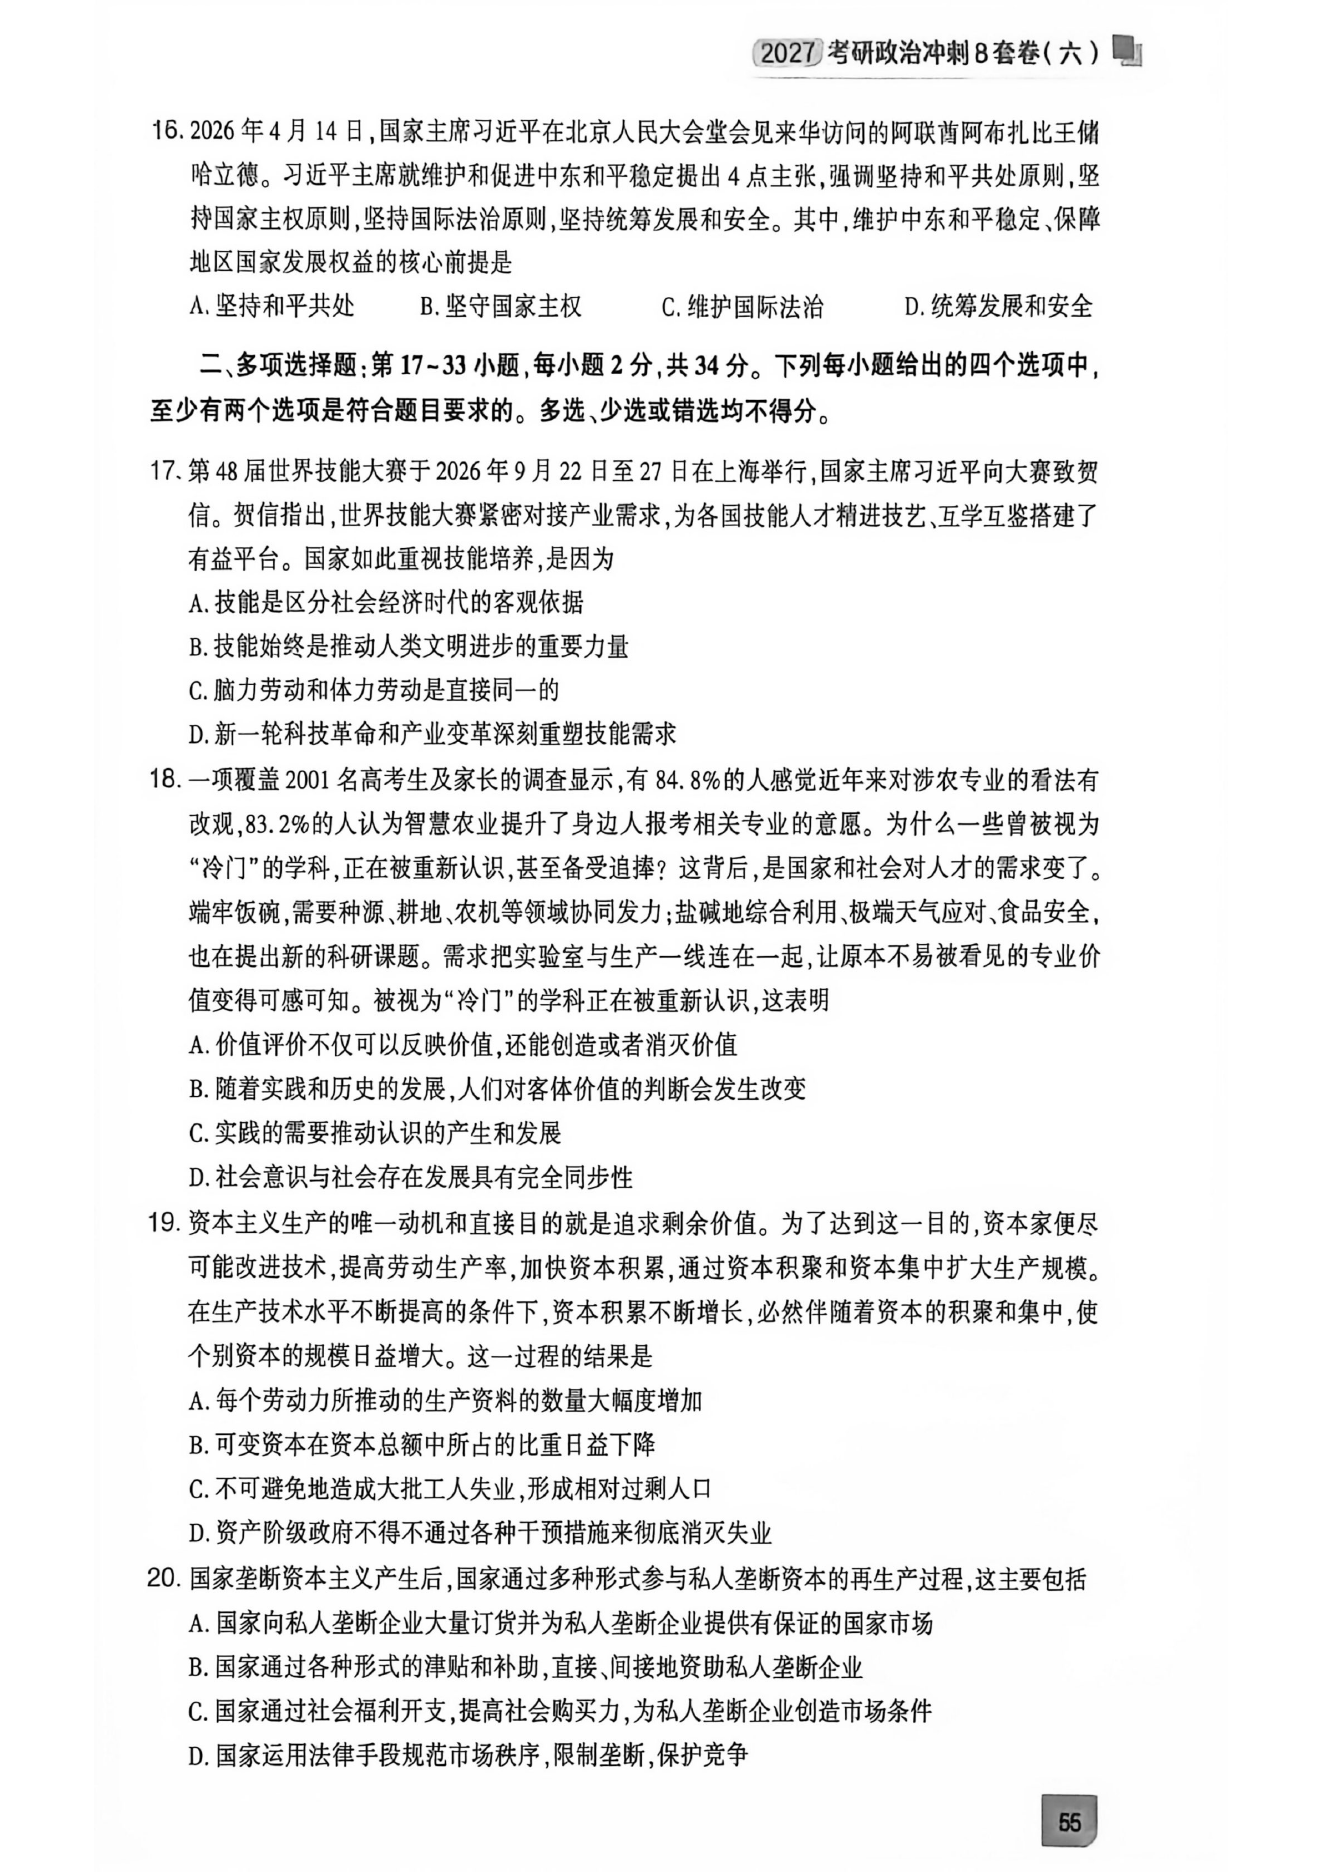 2027 考研政治冲刺8套卷(六)
16. 2026年4月14日,国家主席习近平在北京人民大会堂会见来华访问的阿联酋阿布扎比王储
哈立德。习近平主席就维护和促进中东和平稳定提出4点主张,强调坚持和平共处原则,坚
持国家主权原则,坚持国际法治原则,坚持统筹发展和安全。其中,维护中东和平稳定、保障
地区国家发展权益的核心前提是
A. 坚持和平共处 B. 坚守国家主权 C. 维护国际法治 D. 统筹发展和安全
二、多项选择题:第17~33小题,每小题2分,共34分。下列每小题给出的四个选项中,
至少有两个选项是符合题目要求的。多选、少选或错选均不得分。
17. 第48届世界技能大赛于2026年9月22日至27日在上海举行,国家主席习近平向大赛致贺
信。贺信指出,世界技能大赛紧密对接产业需求,为各国技能人才精进技艺、互学互鉴搭建了
有益平台。国家如此重视技能培养,是因为
A. 技能是区分社会经济时代的客观依据
B. 技能始终是推动人类文明进步的重要力量
C. 脑力劳动和体力劳动是直接同一的
D. 新一轮科技革命和产业变革深刻重塑技能需求
18. 一项覆盖2001名高考生及家长的调查显示,有84.8%的人感觉近年来对涉农专业的看法有
改观,83.2%的人认为智慧农业提升了身边人报考相关专业的意愿。为什么一些曾被视为
“冷门”的学科,正在被重新认识,甚至备受追捧?这背后,是国家和社会对人才的需求变了。
端牢饭碗,需要种源、耕地、农机等领域协同发力;盐碱地综合利用、极端天气应对、食品安全,
也在提出新的科研课题。需求把实验室与生产一线连在一起,让原本不易被看见的专业价
值变得可感可知。被视为“冷门”的学科正在被重新认识,这表明
A. 价值评价不仅可以反映价值,还能创造或者消灭价值
B. 随着实践和历史的发展,人们对客体价值的判断会发生改变
C. 实践的需要推动认识的产生和发展
D. 社会意识与社会存在发展具有完全同步性
19. 资本主义生产的唯一动机和直接目的就是追求剩余价值。为了达到这一目的,资本家便尽
可能改进技术,提高劳动生产率,加快资本积累,通过资本积聚和资本集中扩大生产规模。
在生产技术水平不断提高的条件下,资本积累不断增长,必然伴随着资本的积聚和集中,使
个别资本的规模日益增大。这一过程的结果是
A. 每个劳动力所推动的生产资料的数量大幅度增加
B. 可变资本在资本总额中所占的比重日益下降
C. 不可避免地造成大批工人失业,形成相对过剩人口
D. 资产阶级政府不得不通过各种干预措施来彻底消灭失业
20. 国家垄断资本主义产生后,国家通过多种形式参与私人垄断资本的再生产过程,这主要包括
A. 国家向私人垄断企业大量订货并为私人垄断企业提供有保证的国家市场
B. 国家通过各种形式的津贴和补助,直接、间接地资助私人垄断企业
C. 国家通过社会福利开支,提高社会购买力,为私人垄断企业创造市场条件
D. 国家运用法律手段规范市场秩序,限制垄断,保护竞争
55